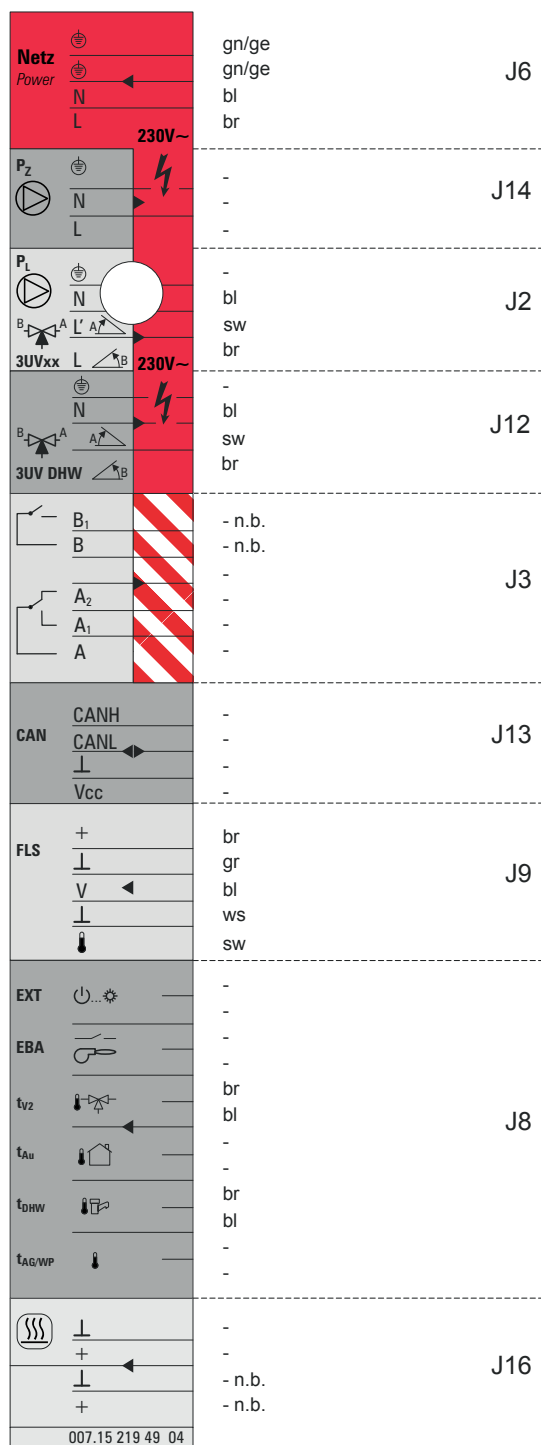 gn/ge
Netz gn/ge J6
Power
N bl
L br
230V~
PZ -
N - J14
L -
PL -
N bl J2
B A L′ A sw
3UVxx L B 230V~ br
-
N bl J12
B A A sw
3UV DHW B br
B1 - n.b.
B - n.b.
- J3
A2 -
A1 -
A -
CANH -
CAN CANL - J13
⊥ -
Vcc -
+ br
FLS ⊥ gr J9
V bl
⊥ ws
sw
-
EXT ... -
-
EBA -
br
tV2 bl J8
-
tAu -
br
tDHW bl
-
tAG/WP -
⊥ -
+ - J16
⊥ - n.b.
+ - n.b.
007.15 219 49 04